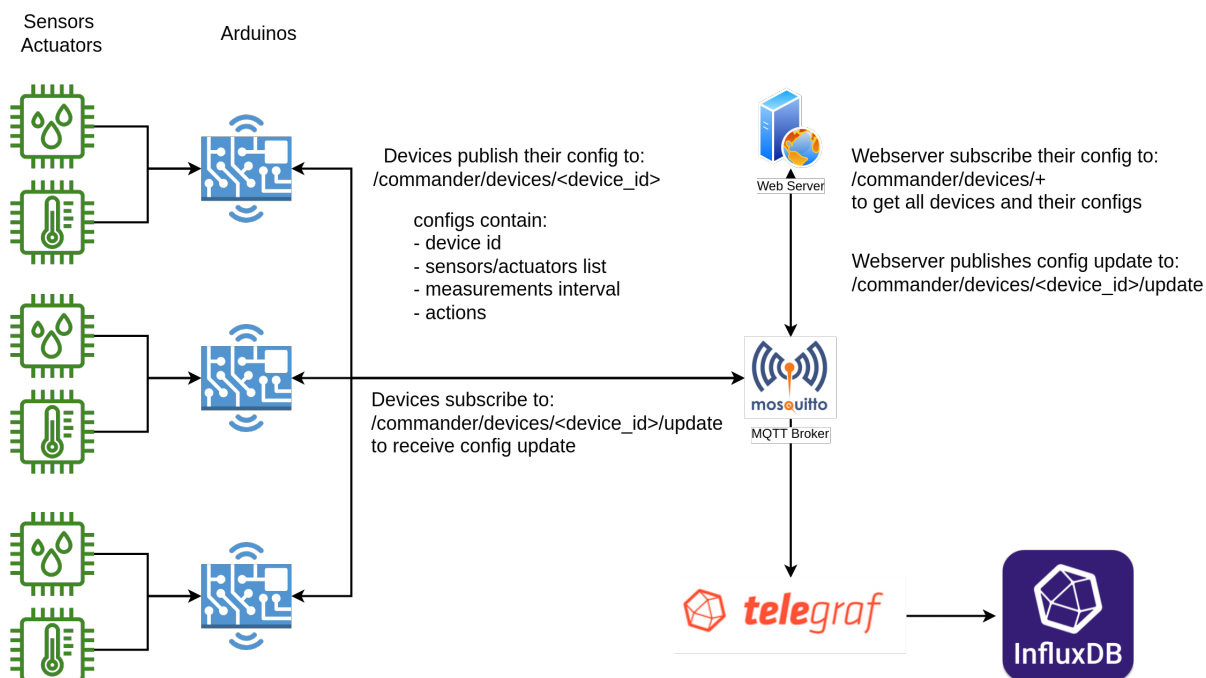 Sensors
Actuators
Arduinos
Devices publish their config to:
/commander/devices/<device_id>
configs contain:
- device id
- sensors/actuators list
- measurements interval
- actions
Web Server
Webserver subscribe their config to:
/commander/devices/+
to get all devices and their configs
Webserver publishes config update to:
/commander/devices/<device_id>/update
Devices subscribe to:
/commander/devices/<device_id>/update
to receive config update
mosquitto
MQTT Broker
telegraf
InfluxDB